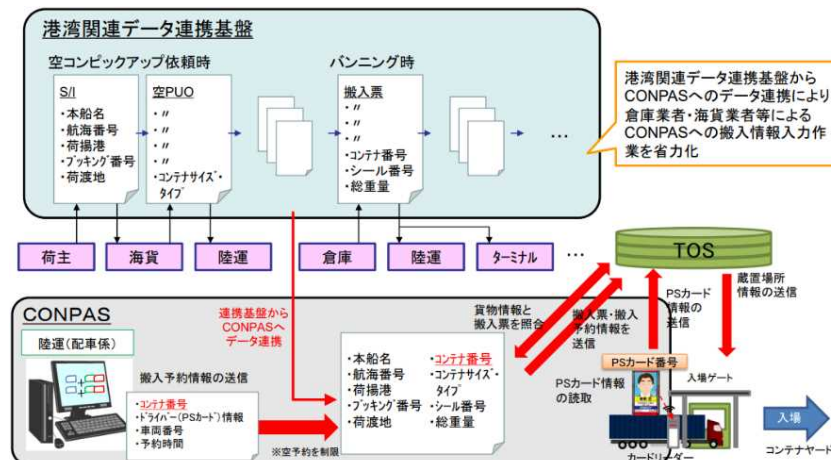 港湾関連データ連携基盤
空コンピックアップ依頼時
バンニング時
S/I
・本船名
・航海番号
・荷揚港
・ブッキング番号
・荷渡地
空PUO
・〃
・〃
・〃
・〃
・コンテナサイズ・
タイプ
搬入票
・〃
・〃
・〃
・コンテナ番号
・シール番号
・総重量
…
港湾関連データ連携基盤から
CONPASへのデータ連携により
倉庫業者・海貨業者等による
CONPASへの搬入情報入力作
業を省力化
荷主
海貨
陸運
倉庫
陸運
ターミナル
…
TOS
CONPAS
陸運(配車係)
連携基盤から
CONPASへ
データ連携
搬入予約情報の送信
・コンテナ番号
・ドライバー(PSカード)情報
・車両番号
・予約時間
※空予約を制限
・本船名
・航海番号
・荷揚港
・ブッキング番号
・荷渡地
・コンテナ番号
・コンテナサイズ・
タイプ
・シール番号
・総重量
貨物情報と
搬入票を照合
搬入票・搬入
予約情報を
送信
PSカード
情報の
送信
蔵置場所
情報の送信
PSカード番号
PSカード情報
の読取
入場ゲート
カードリーダー
入場
コンテナヤード